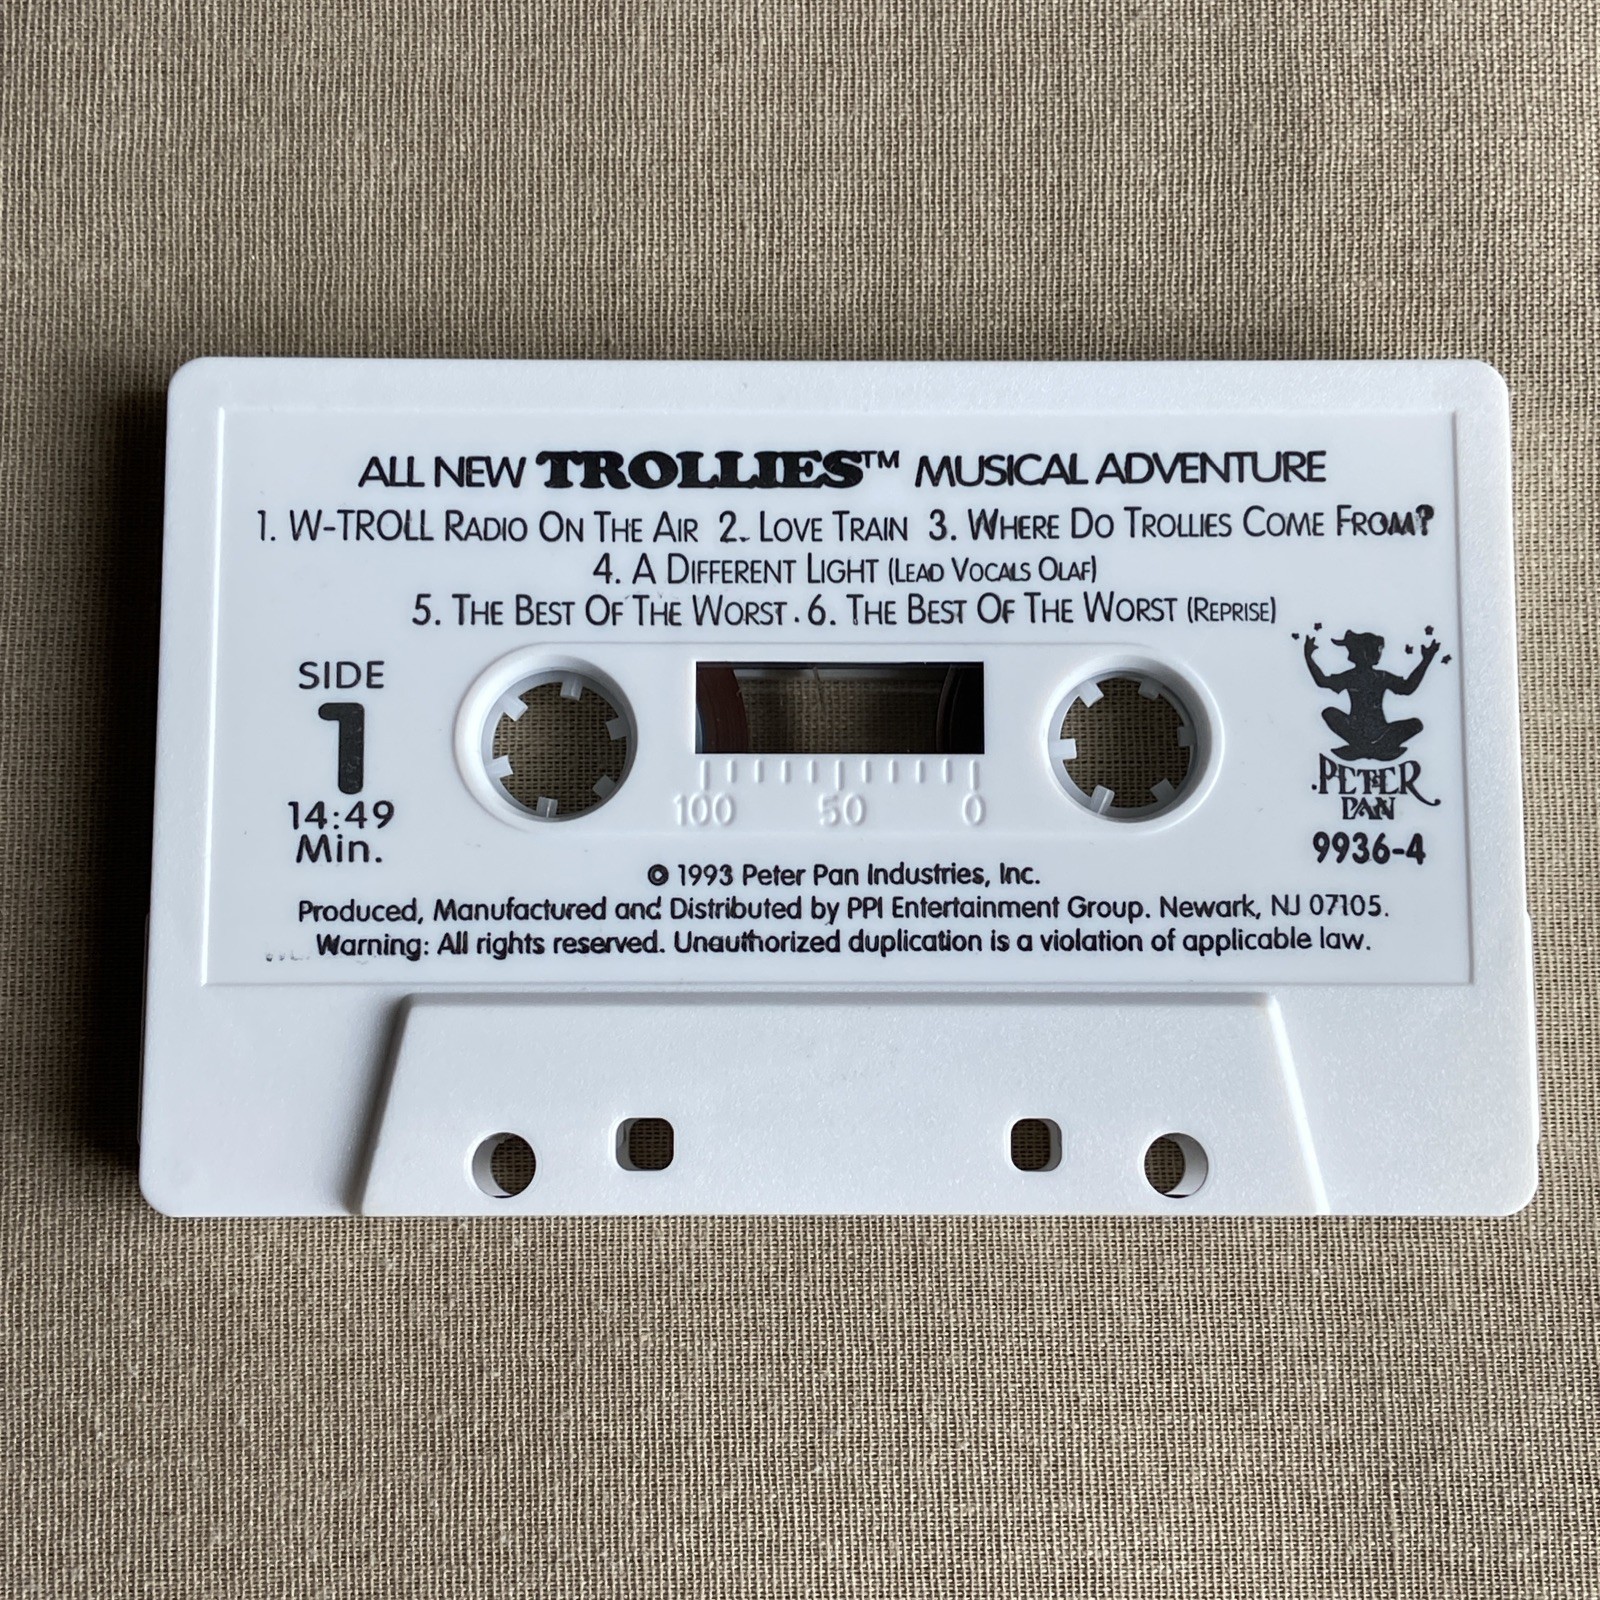 ALL NEW TROLLIES™ MUSICAL ADVENTURE
1. W-TROLL RADIO ON THE AIR 2. LOVE TRAIN 3. WHERE DO TROLLIES COME FROM?
4. A DIFFERENT LIGHT (LEAD VOCALS OLAF)
5. THE BEST OF THE WORST . 6. THE BEST OF THE WORST (REPRISE)
SIDE
1
14:49
Min.
100 50 0
PETER
PAN
9936-4
© 1993 Peter Pan Industries, Inc.
Produced, Manufactured and Distributed by PPI Entertainment Group. Newark, NJ 07105.
Warning: All rights reserved. Unauthorized duplication is a violation of applicable law.